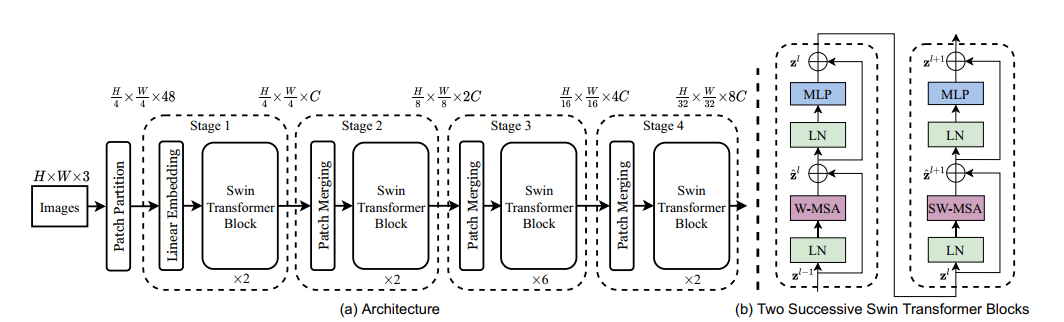 H/4 × W/4 × 48
H/4 × W/4 × C
H/8 × W/8 × 2C
H/16 × W/16 × 4C
H/32 × W/32 × 8C
H×W×3
Images
Patch Partition
Stage 1
Linear Embedding
Swin
Transformer
Block
×2
Stage 2
Patch Merging
Swin
Transformer
Block
×2
Stage 3
Patch Merging
Swin
Transformer
Block
×6
Stage 4
Patch Merging
Swin
Transformer
Block
×2
(a) Architecture
z^l
MLP
LN
ẑ^l
W-MSA
LN
z^{l-1}
z^{l+1}
MLP
LN
ẑ^{l+1}
SW-MSA
LN
z^l
(b) Two Successive Swin Transformer Blocks